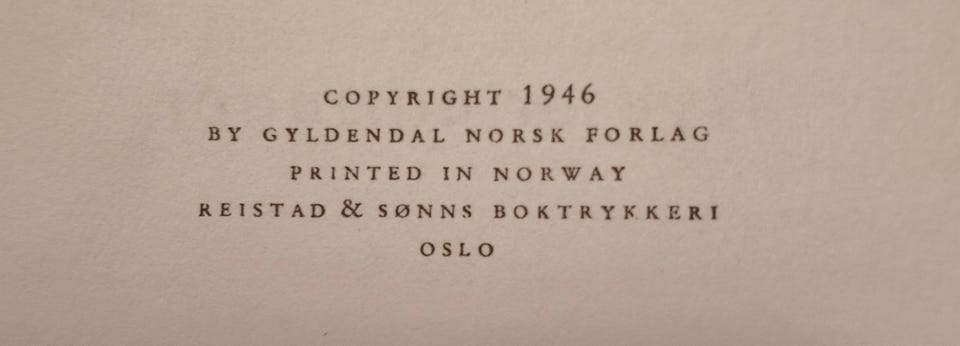 COPYRIGHT 1946
BY GYLDENDAL NORSK FORLAG
PRINTED IN NORWAY
REISTAD & SØNNS BOKTRYKKERI
OSLO